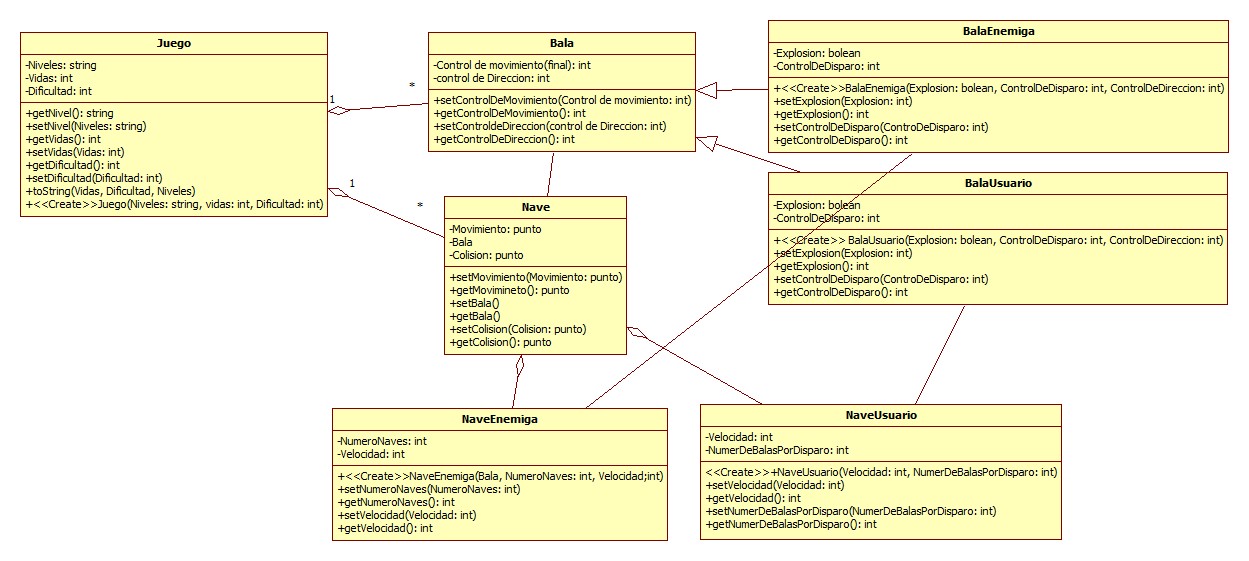 Juego
-Niveles: string
-Vidas: int
-Dificultad: int
+getNivel(): string
+setNivel(Niveles: string)
+getVidas(): int
+setVidas(Vidas: int)
+getDificultad(): int
+setDificultad(Dificultad: int)
+toString(Vidas, Dificultad, Niveles)
+<<Create>>Juego(Niveles: string, vidas: int, Dificultad: int)
1
*
1
*
Bala
-Control de movimiento(final): int
-control de Direccion: int
+setControlDeMovimiento(Control de movimiento: int)
+getControlDeMovimiento(): int
+setControldeDireccion(control de Direccion: int)
+getControlDeDireccion(): int
BalaEnemiga
-Explosion: bolean
-ControlDeDisparo: int
+<<Create>>BalaEnemiga(Explosion: bolean, ControlDeDisparo: int, ControlDeDireccion: int)
+setExplosion(Explosion: int)
+getExplosion(): int
+setControlDeDisparo(ControDeDisparo: int)
+getControlDeDisparo(): int
BalaUsuario
-Explosion: bolean
-ControlDeDisparo: int
+<<Create>> BalaUsuario(Explosion: bolean, ControlDeDisparo: int, ControlDeDireccion: int)
+setExplosion(Explosion: int)
+getExplosion(): int
+setControlDeDisparo(ControDeDisparo: int)
+getControlDeDisparo(): int
Nave
-Movimiento: punto
-Bala
-Colision: punto
+setMovimiento(Movimiento: punto)
+getMovimineto(): punto
+setBala()
+getBala()
+setColision(Colision: punto)
+getColision(): punto
NaveEnemiga
-NumeroNaves: int
-Velocidad: int
+<<Create>>NaveEnemiga(Bala, NumeroNaves: int, Velocidad;int)
+setNumeroNaves(NumeroNaves: int)
+getNumeroNaves(): int
+setVelocidad(Velocidad: int)
+getVelocidad(): int
NaveUsuario
-Velocidad: int
-NumerDeBalasPorDisparo: int
<<Create>>+NaveUsuario(Velocidad: int, NumerDeBalasPorDisparo: int)
+setVelocidad(Velocidad: int)
+getVelocidad(): int
+setNumerDeBalasPorDisparo(NumerDeBalasPorDisparo: int)
+getNumerDeBalasPorDisparo(): int